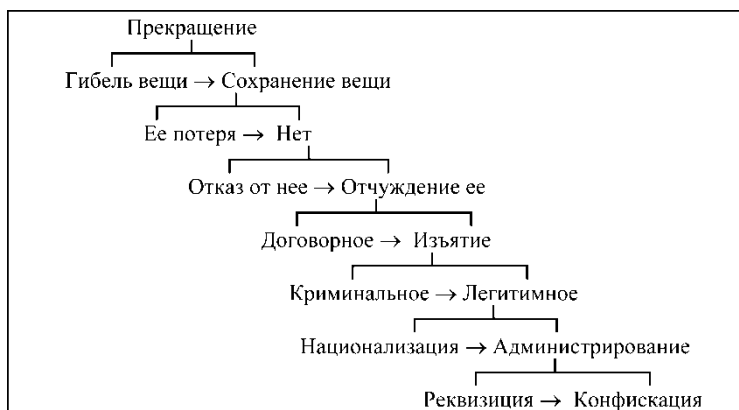 Прекращение
Гибель вещи → Сохранение вещи
Ее потеря → Нет
Отказ от нее → Отчуждение ее
Договорное → Изъятие
Криминальное → Легитимное
Национализация → Администрирование
Реквизиция → Конфискация